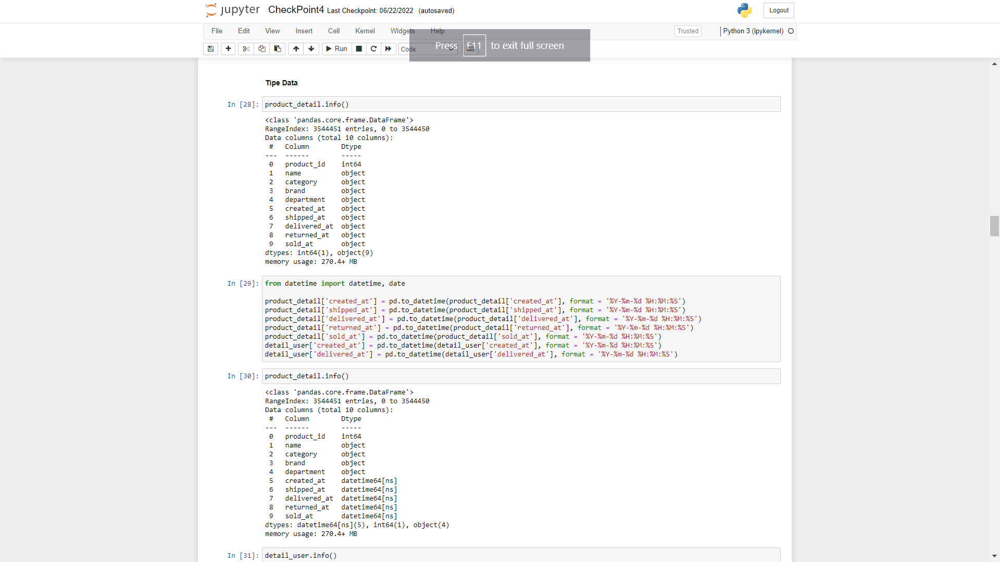 jupyter CheckPoint4 Last Checkpoint: 06/22/2022 (autosaved) Logout
File Edit View Insert Cell Kernel Widgets Help Trusted Python 3 (ipykernel)
Run Code
Press F11 to exit full screen
Tipe Data
In [28]: product_detail.info()
<class 'pandas.core.frame.DataFrame'>
RangeIndex: 3544451 entries, 0 to 3544450
Data columns (total 10 columns):
 #   Column        Dtype
---  ------        -----
 0   product_id    int64
 1   name          object
 2   category      object
 3   brand         object
 4   department    object
 5   created_at    object
 6   shipped_at    object
 7   delivered_at  object
 8   returned_at   object
 9   sold_at       object
dtypes: int64(1), object(9)
memory usage: 270.4+ MB
In [29]: from datetime import datetime, date
product_detail['created_at'] = pd.to_datetime(product_detail['created_at'], format = '%Y-%m-%d %H:%M:%S')
product_detail['shipped_at'] = pd.to_datetime(product_detail['shipped_at'], format = '%Y-%m-%d %H:%M:%S')
product_detail['delivered_at'] = pd.to_datetime(product_detail['delivered_at'], format = '%Y-%m-%d %H:%M:%S')
product_detail['returned_at'] = pd.to_datetime(product_detail['returned_at'], format = '%Y-%m-%d %H:%M:%S')
product_detail['sold_at'] = pd.to_datetime(product_detail['sold_at'], format = '%Y-%m-%d %H:%M:%S')
detail_user['created_at'] = pd.to_datetime(detail_user['created_at'], format = '%Y-%m-%d %H:%M:%S')
detail_user['delivered_at'] = pd.to_datetime(detail_user['delivered_at'], format = '%Y-%m-%d %H:%M:%S')
In [30]: product_detail.info()
<class 'pandas.core.frame.DataFrame'>
RangeIndex: 3544451 entries, 0 to 3544450
Data columns (total 10 columns):
 #   Column        Dtype
---  ------        -----
 0   product_id    int64
 1   name          object
 2   category      object
 3   brand         object
 4   department    object
 5   created_at    datetime64[ns]
 6   shipped_at    datetime64[ns]
 7   delivered_at  datetime64[ns]
 8   returned_at   datetime64[ns]
 9   sold_at       datetime64[ns]
dtypes: datetime64[ns](5), int64(1), object(4)
memory usage: 270.4+ MB
In [31]: detail_user.info()